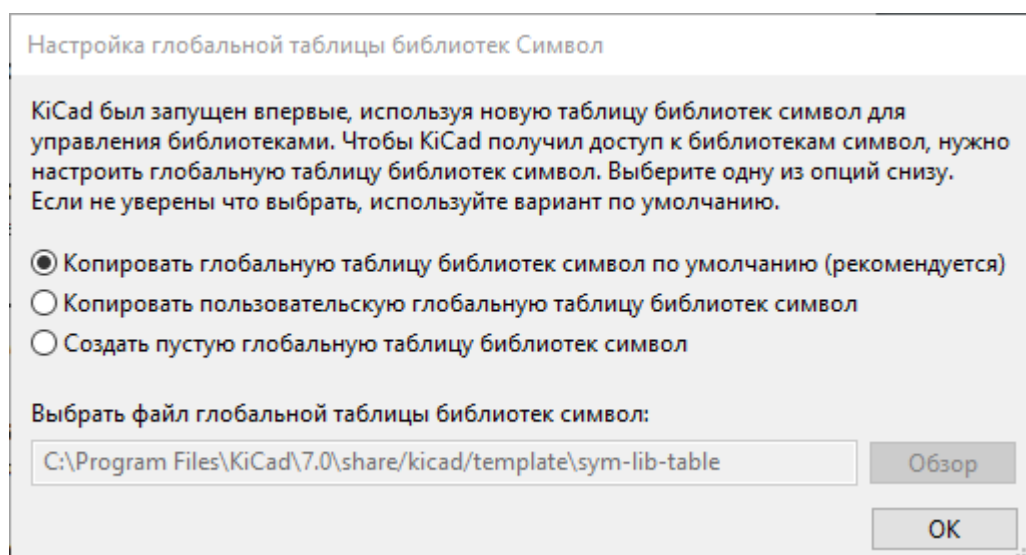 Настройка глобальной таблицы библиотек Символ
KiCad был запущен впервые, используя новую таблицу библиотек символ для
управления библиотеками. Чтобы KiCad получил доступ к библиотекам символ, нужно
настроить глобальную таблицу библиотек символ. Выберите одну из опций снизу.
Если не уверены что выбрать, используйте вариант по умолчанию.
Копировать глобальную таблицу библиотек символ по умолчанию (рекомендуется)
Копировать пользовательскую глобальную таблицу библиотек символ
Создать пустую глобальную таблицу библиотек символ
Выбрать файл глобальной таблицы библиотек символ:
C:\Program Files\KiCad\7.0\share/kicad/template\sym-lib-table Обзор
OK